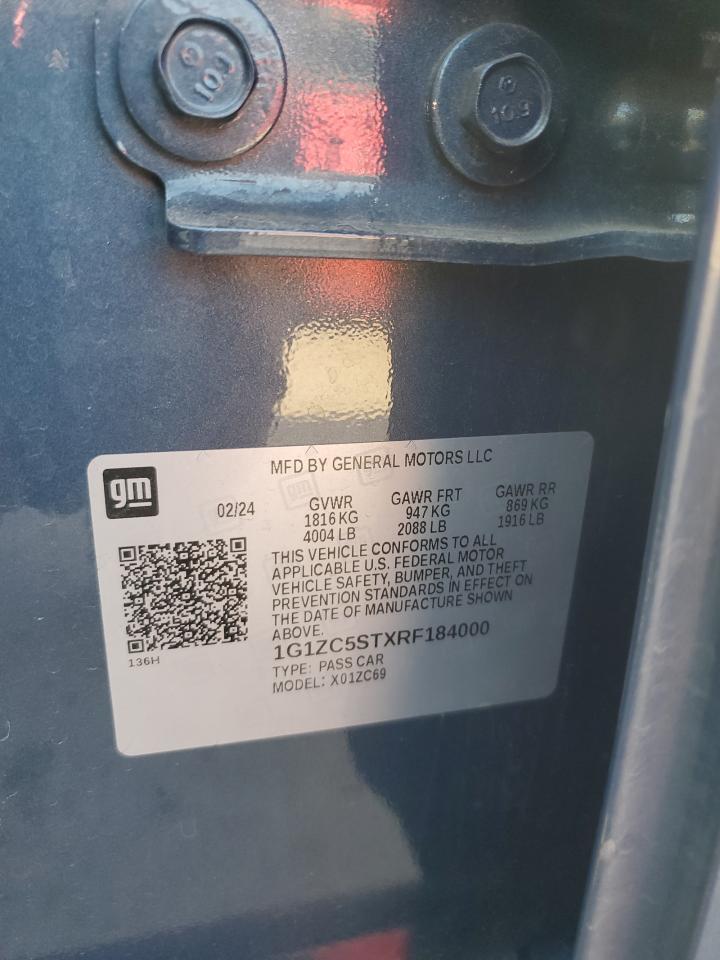 10.9
10.9
gm
MFD BY GENERAL MOTORS LLC
02/24
GVWR
1816 KG
4004 LB
GAWR FRT
947 KG
2088 LB
GAWR RR
869 KG
1916 LB
THIS VEHICLE CONFORMS TO ALL
APPLICABLE U.S. FEDERAL MOTOR
VEHICLE SAFETY, BUMPER, AND THEFT
PREVENTION STANDARDS IN EFFECT ON
THE DATE OF MANUFACTURE SHOWN
ABOVE.
1G1ZC5STXRF184000
TYPE: PASS CAR
MODEL: X01ZC69
136H